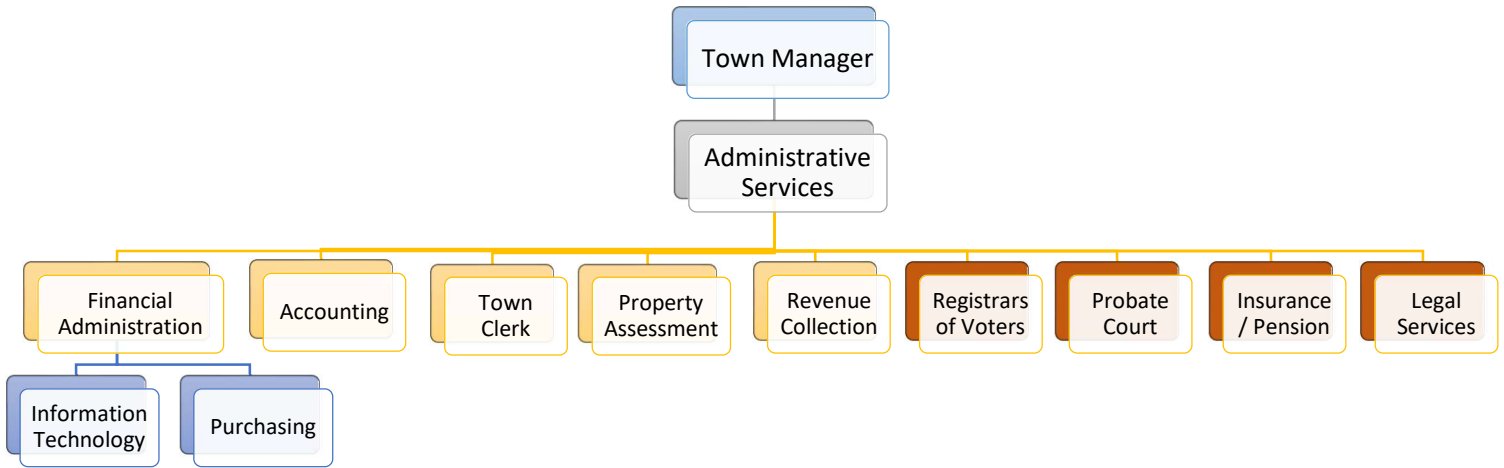 Town Manager
Administrative
Services
Financial
Administration
Accounting
Town
Clerk
Property
Assessment
Revenue
Collection
Registrars
of Voters
Probate
Court
Insurance
/ Pension
Legal
Services
Information
Technology
Purchasing